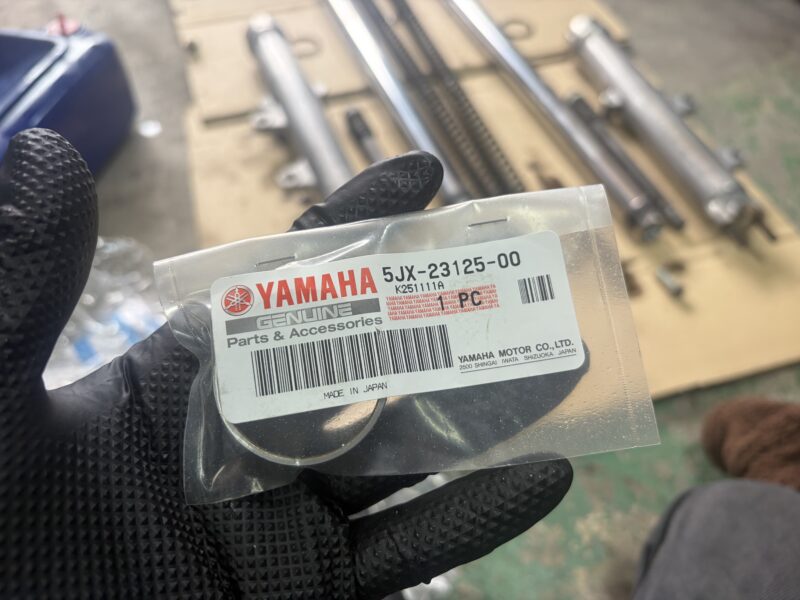 YAMAHA 5JX-23125-00
K251111A
GENUINE
1 PC
Parts & Accessories
YAMAHA MOTOR CO.,LTD.
2500 SHINGAI IWATA SHIZUOKA JAPAN
MADE IN JAPAN